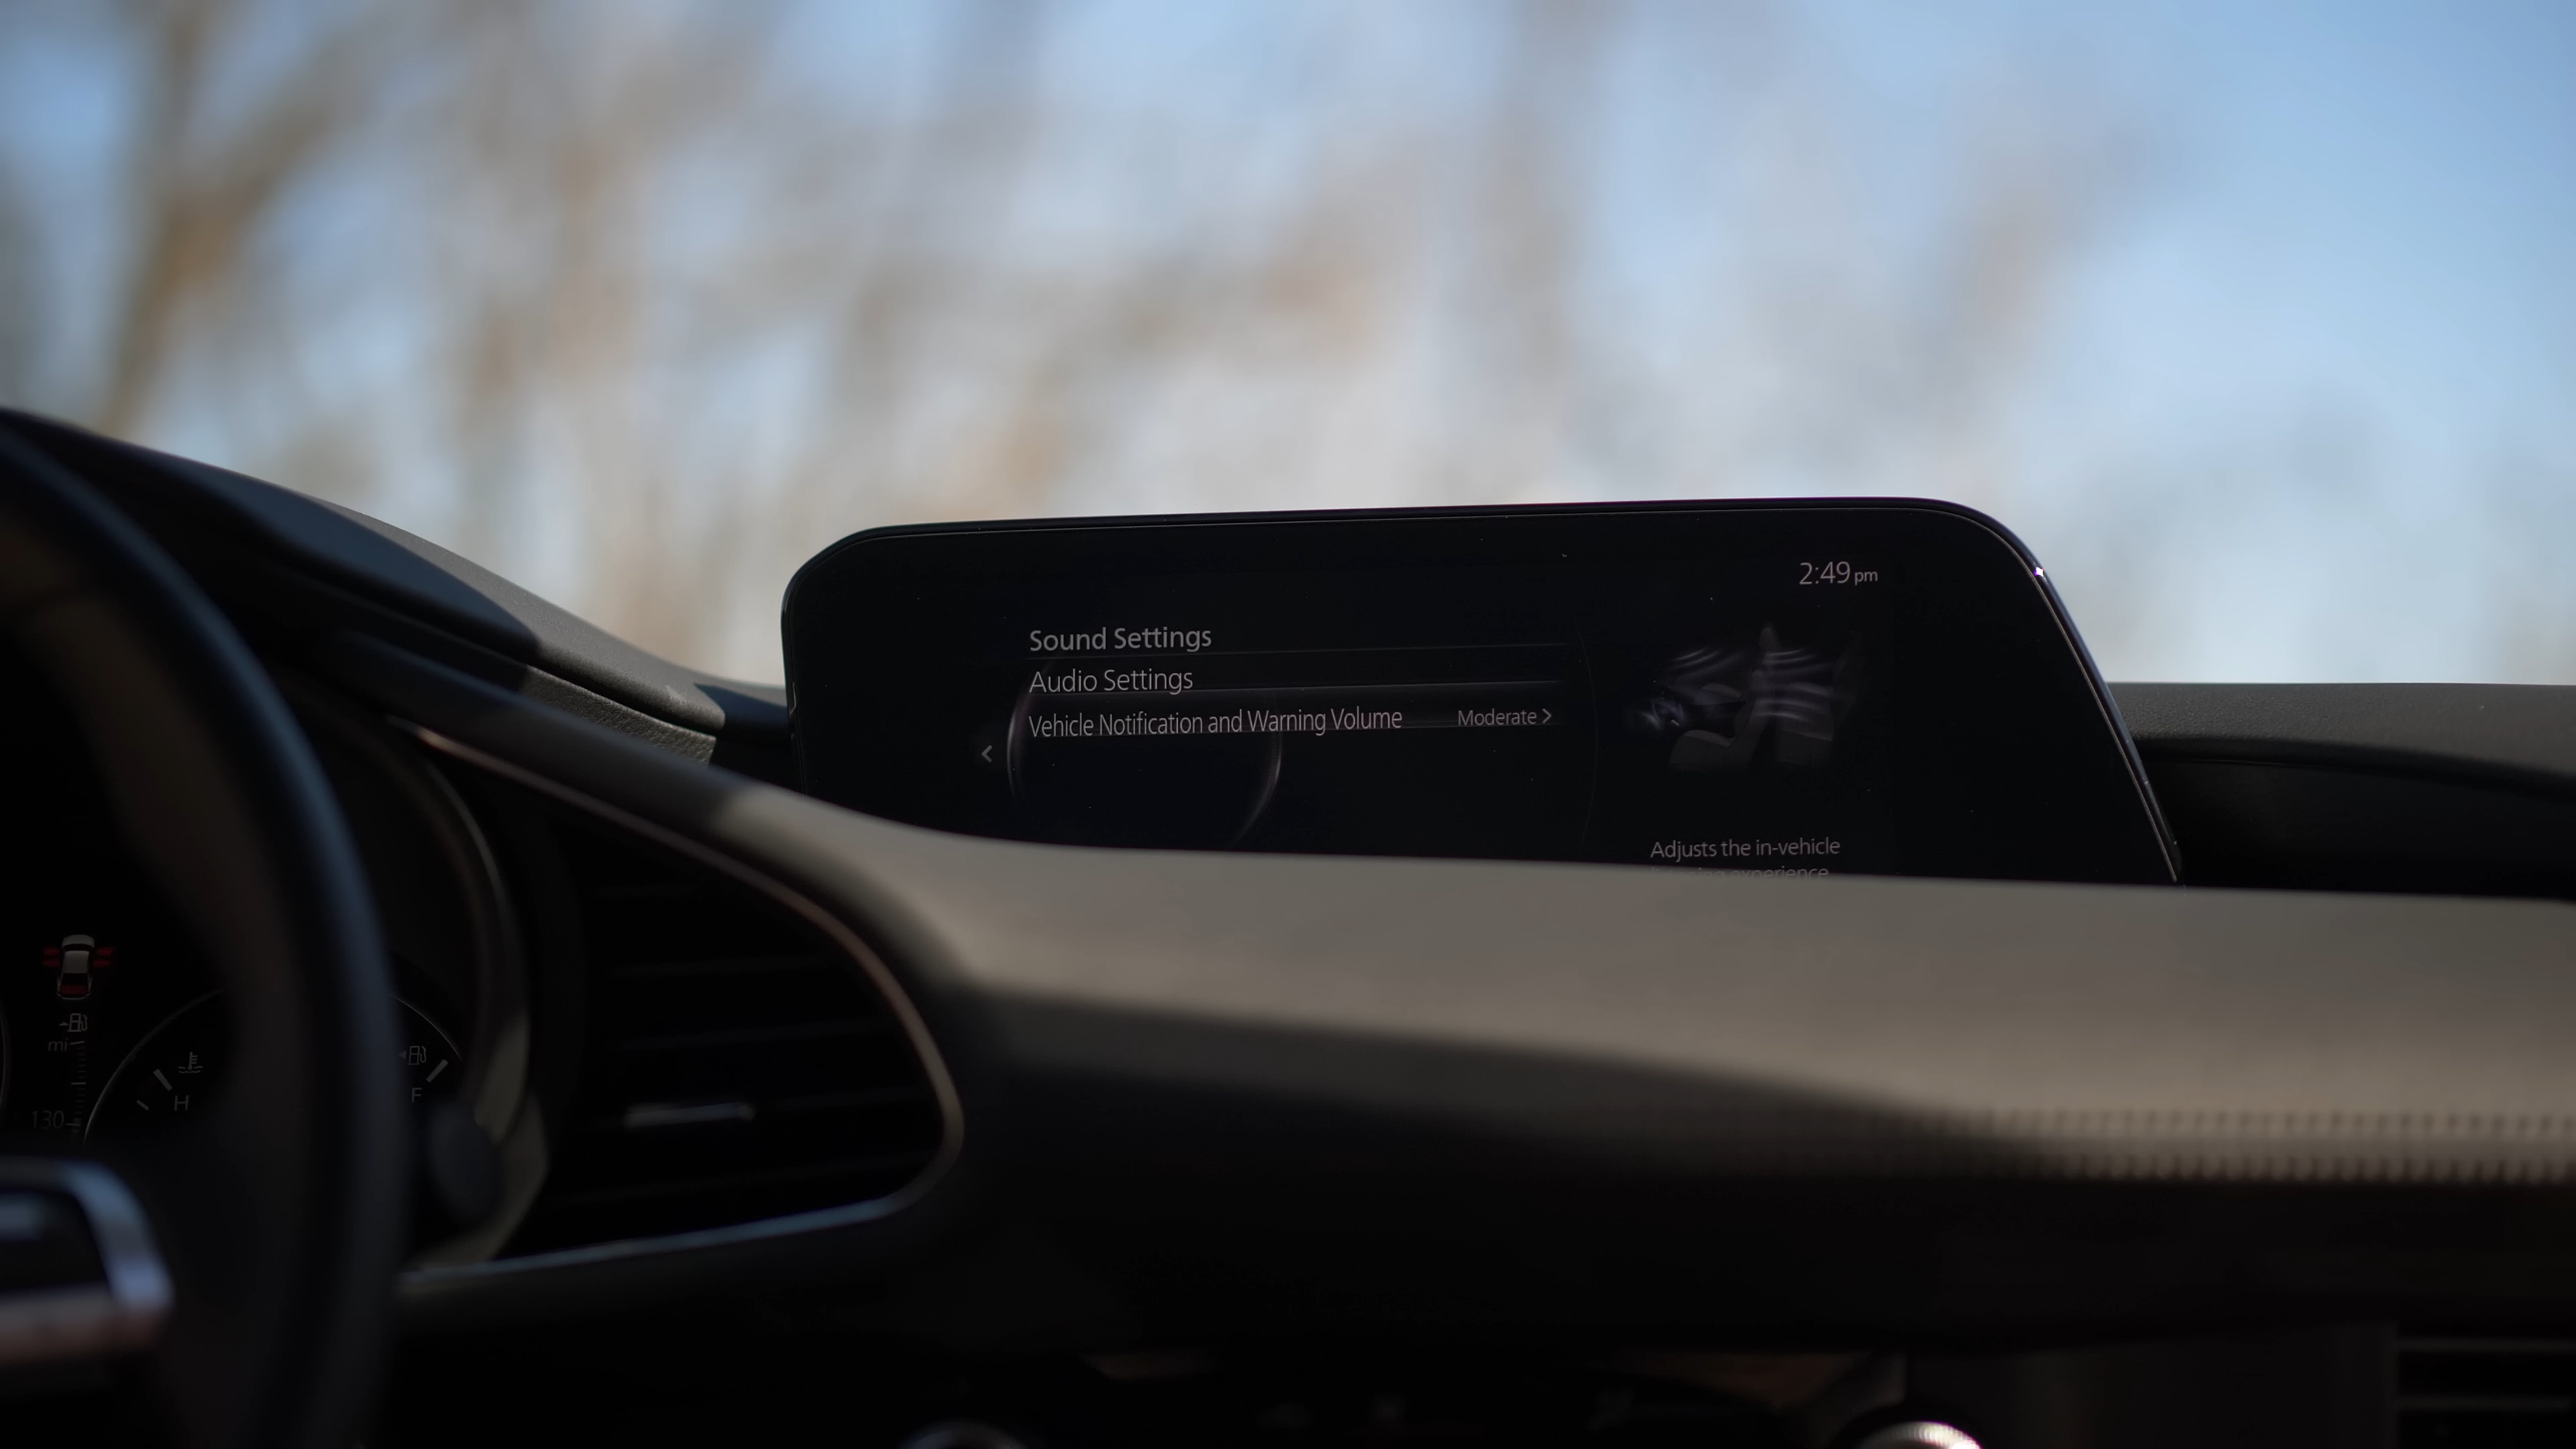 2:49 pm
Sound Settings
Audio Settings
Vehicle Notification and Warning Volume Moderate >
<
Adjusts the in-vehicle
experience
mi
130
H
F